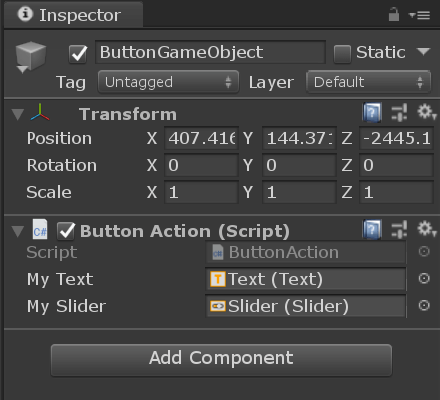 Inspector
ButtonGameObject Static
Tag Untagged Layer Default
Transform
Position X 407.416 Y 144.371 Z -2445.1
Rotation X 0 Y 0 Z 0
Scale X 1 Y 1 Z 1
C# Button Action (Script)
Script ButtonAction
My Text T Text (Text)
My Slider Slider (Slider)
Add Component